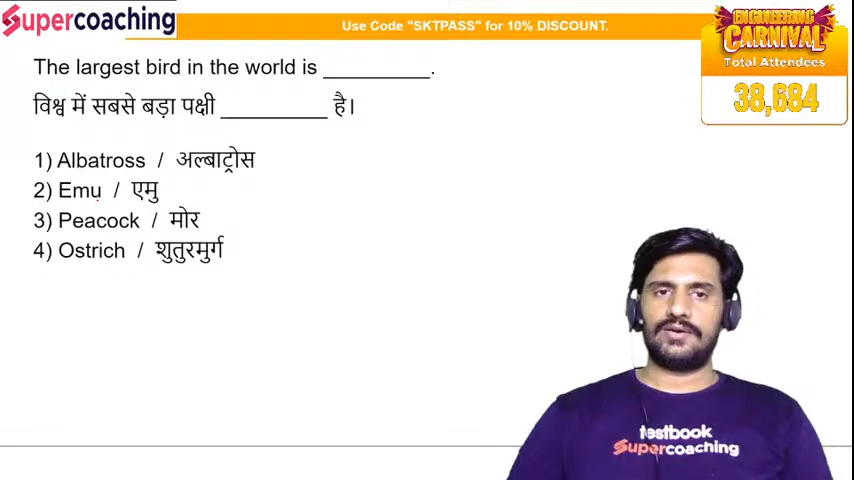 Supercoaching
Use Code "SKTPASS" for 10% DISCOUNT.
ENGINEERING
CARNIVAL
Total Attendees
38,684
The largest bird in the world is _________.
विश्व में सबसे बड़ा पक्षी _________ है।
1) Albatross / अल्बाट्रोस
2) Emu / एमु
3) Peacock / मोर
4) Ostrich / शुतुरमुर्ग
testbook
Supercoaching